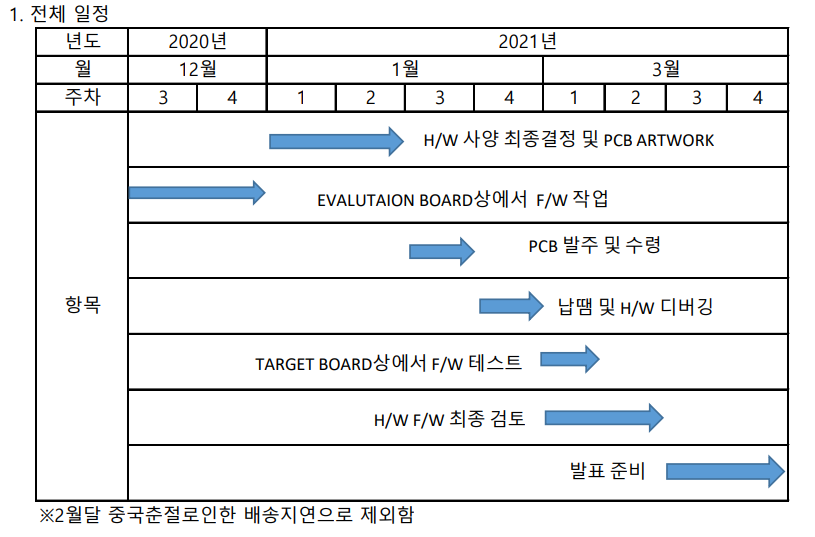 1. 전체 일정
년도 2020년 2021년
월 12월 1월 3월
주차 3 4 1 2 3 4 1 2 3 4
H/W 사양 최종결정 및 PCB ARTWORK
EVALUTAION BOARD상에서 F/W 작업
PCB 발주 및 수령
항목 납땜 및 H/W 디버깅
TARGET BOARD상에서 F/W 테스트
H/W F/W 최종 검토
발표 준비
※2월달 중국춘절로인한 배송지연으로 제외함